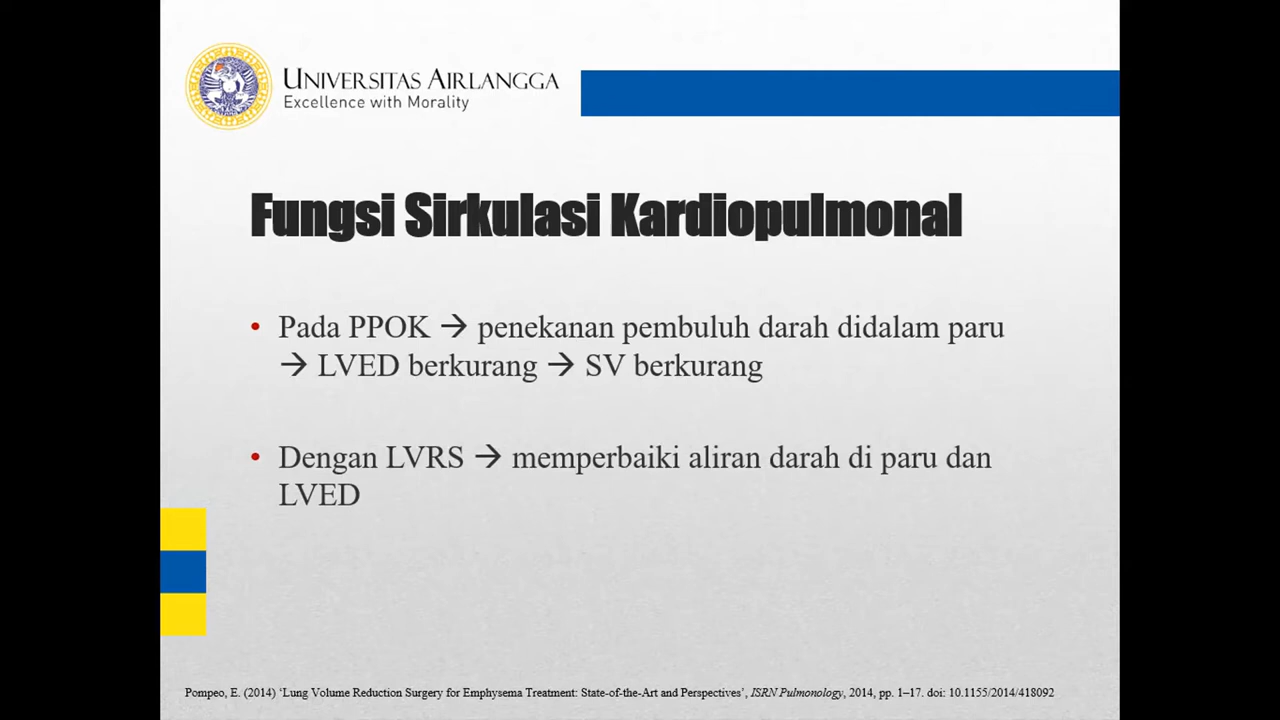 UNIVERSITAS AIRLANGGA
Excellence with Morality
Fungsi Sirkulasi Kardiopulmonal
• Pada PPOK → penekanan pembuluh darah didalam paru
→ LVED berkurang → SV berkurang
• Dengan LVRS → memperbaiki aliran darah di paru dan
LVED
Pompeo, E. (2014) ‘Lung Volume Reduction Surgery for Emphysema Treatment: State-of-the-Art and Perspectives’, ISRN Pulmonology, 2014, pp. 1–17. doi: 10.1155/2014/418092